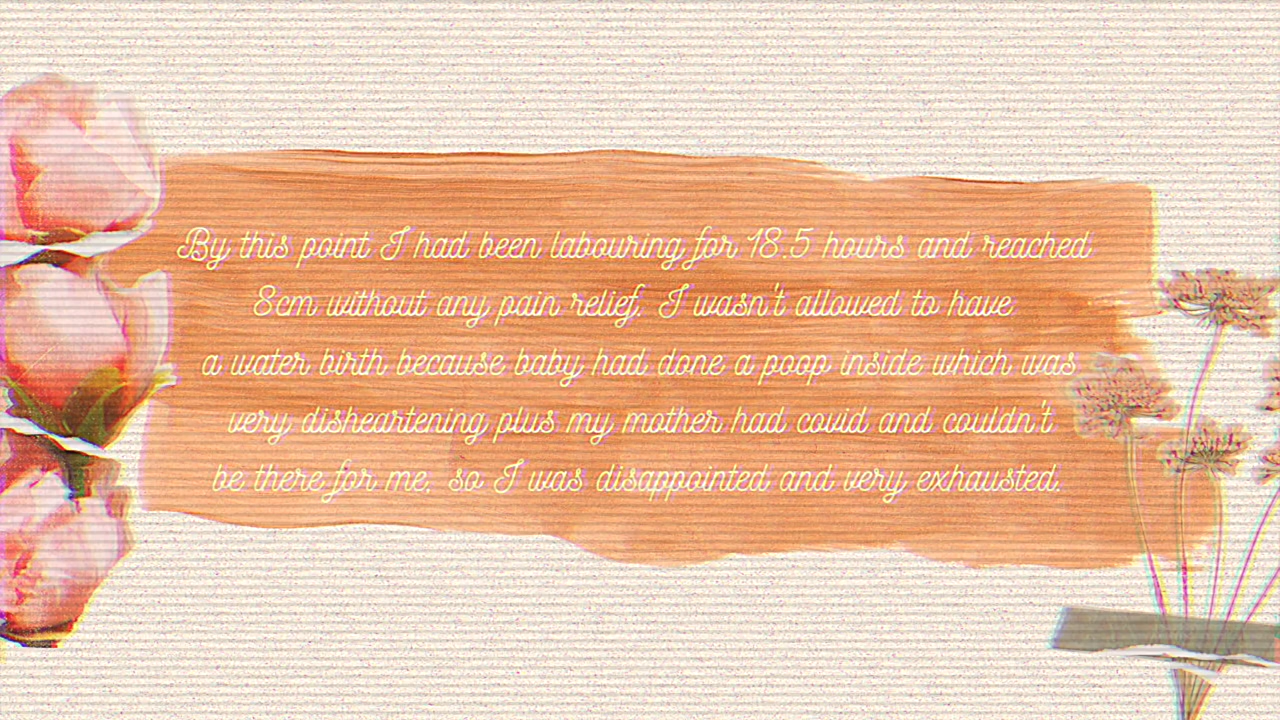 By this point I had been labouring for 18.5 hours and reached
8cm without any pain relief. I wasn't allowed to have
a water birth because baby had done a poop inside which was
very disheartening plus my mother had covid and couldn't
be there for me, so I was disappointed and very exhausted.